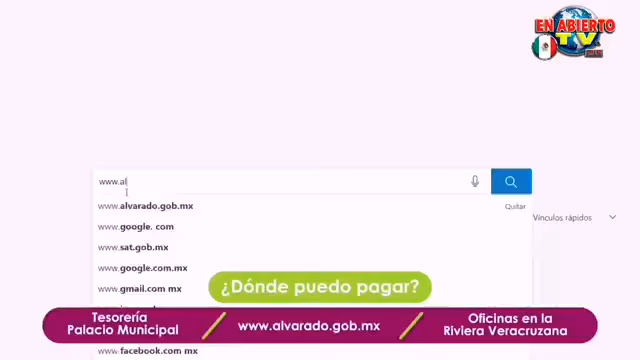 EN ABIERTO
TV
www.al
www.alvarado.gob.mx
Quitar
www.google. com
Vínculos rápidos
www.sat.gob.mx
www.google.com.mx
www.gmail.com mx
¿Dónde puedo pagar?
Tesorería
Palacio Municipal
www.alvarado.gob.mx
Oficinas en la
Riviera Veracruzana
www.facebook.com mx